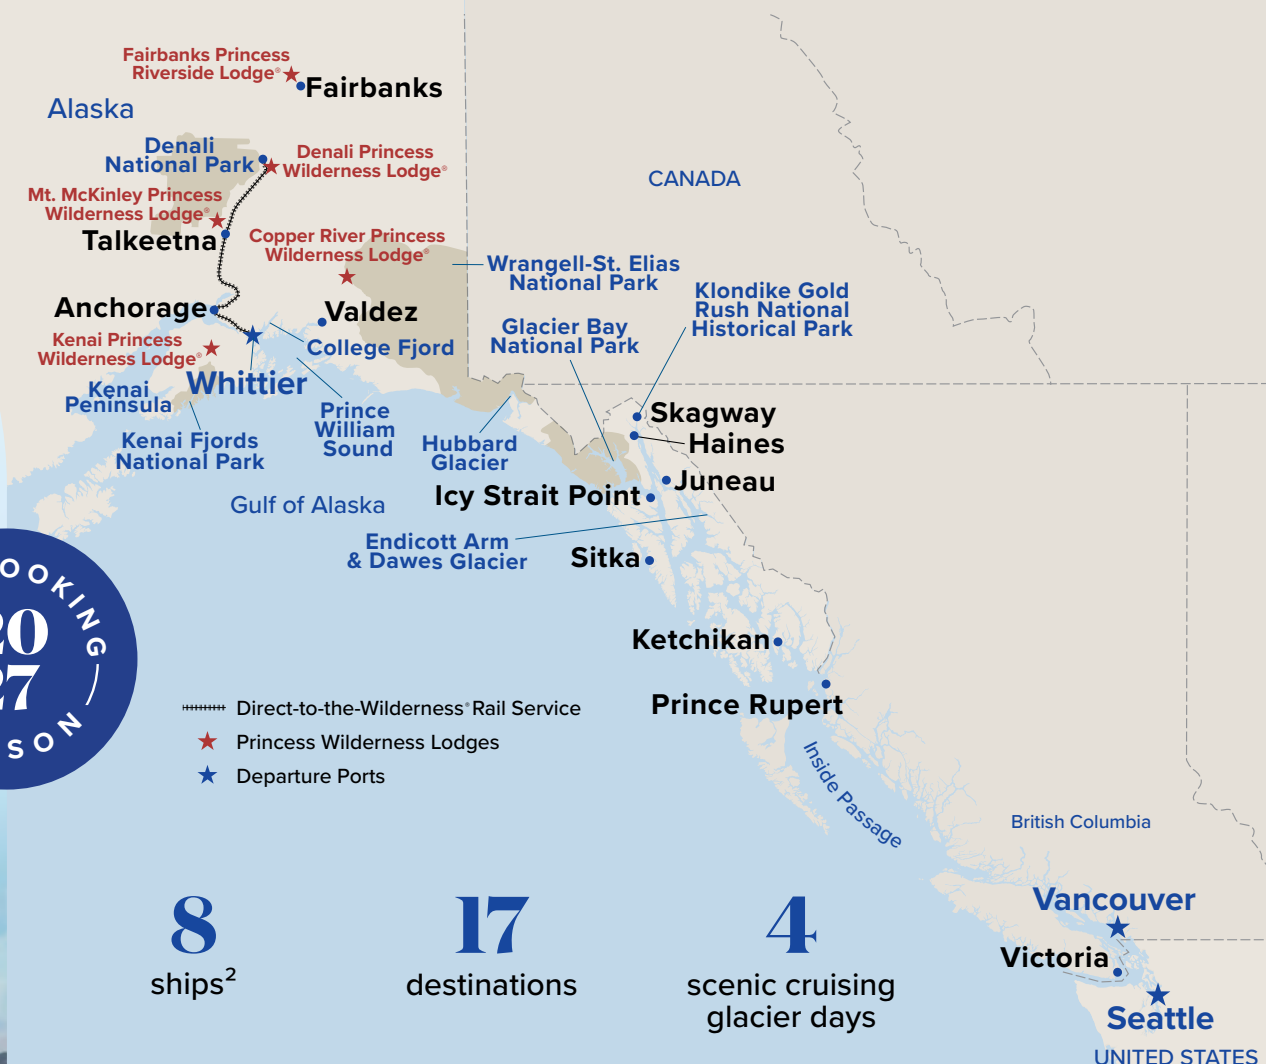 Fairbanks Princess
Riverside Lodge®
Fairbanks
Alaska
Denali
National Park
Denali Princess
Wilderness Lodge®
CANADA
Mt. McKinley Princess
Wilderness Lodge®
Talkeetna
Copper River Princess
Wilderness Lodge®
Wrangell-St. Elias
National Park
Klondike Gold
Rush National
Historical Park
Anchorage
Valdez
Glacier Bay
National Park
Kenai Princess
Wilderness Lodge®
College Fjord
Whittier
Kenai
Peninsula
Prince
William
Sound
Kenai Fjords
National Park
Hubbard
Glacier
Skagway
Haines
Juneau
Icy Strait Point
Gulf of Alaska
Endicott Arm
& Dawes Glacier
Sitka
OOKING
20
27
SON
Ketchikan
Prince Rupert
Direct-to-the-Wilderness® Rail Service
Princess Wilderness Lodges
Departure Ports
Inside Passage
British Columbia
8
ships²
17
destinations
4
scenic cruising
glacier days
Vancouver
Victoria
Seattle
UNITED STATES